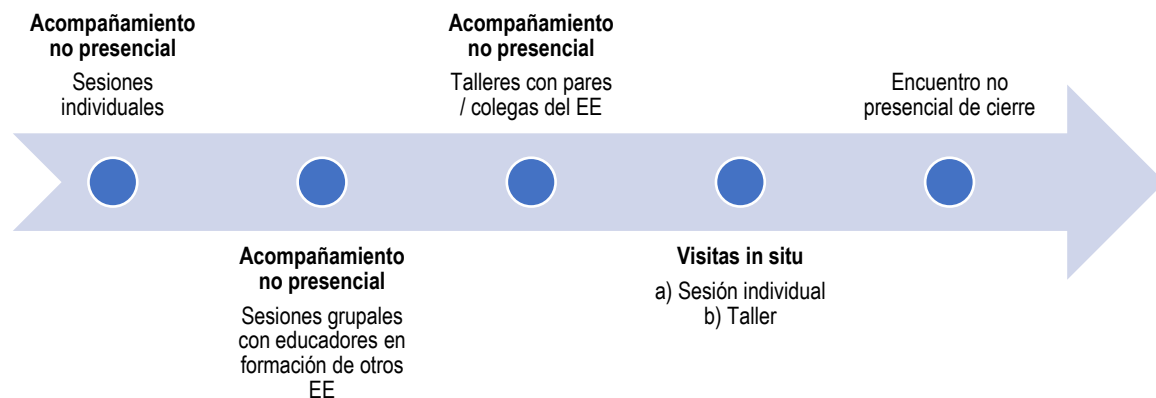 Acompañamiento
no presencial
Sesiones
individuales
Acompañamiento
no presencial
Sesiones grupales
con educadores en
formación de otros
EE
Acompañamiento
no presencial
Talleres con pares
/ colegas del EE
Visitas in situ
a) Sesión individual
b) Taller
Encuentro no
presencial de cierre